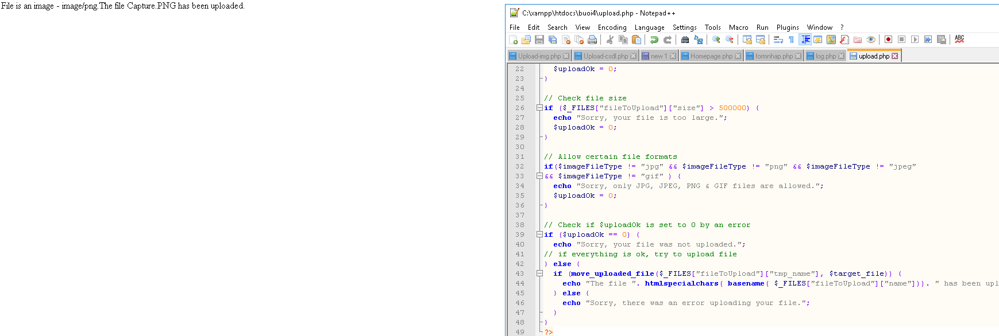 File is an image - image/png.The file Capture.PNG has been uploaded.
C:\xampp\htdocs\buoi4\upload.php - Notepad++
File Edit Search View Encoding Language Settings Tools Macro Run Plugins Window ?
ABC
Upload-img.php Upload-csdl.php new 1 Homepage.php formnhap.php log.php upload.php
22 $uploadOk = 0;
23 }
24
25 // Check file size
26 if ($_FILES["fileToUpload"]["size"] > 500000) {
27 echo "Sorry, your file is too large.";
28 $uploadOk = 0;
29 }
30
31 // Allow certain file formats
32 if($imageFileType != "jpg" && $imageFileType != "png" && $imageFileType != "jpeg"
33 && $imageFileType != "gif" ) {
34 echo "Sorry, only JPG, JPEG, PNG & GIF files are allowed.";
35 $uploadOk = 0;
36 }
37
38 // Check if $uploadOk is set to 0 by an error
39 if ($uploadOk == 0) {
40 echo "Sorry, your file was not uploaded.";
41 // if everything is ok, try to upload file
42 } else {
43 if (move_uploaded_file($_FILES["fileToUpload"]["tmp_name"], $target_file)) {
44 echo "The file ". htmlspecialchars( basename( $_FILES["fileToUpload"]["name"])). " has been upl
45 } else {
46 echo "Sorry, there was an error uploading your file.";
47 }
48 }
49 ?>